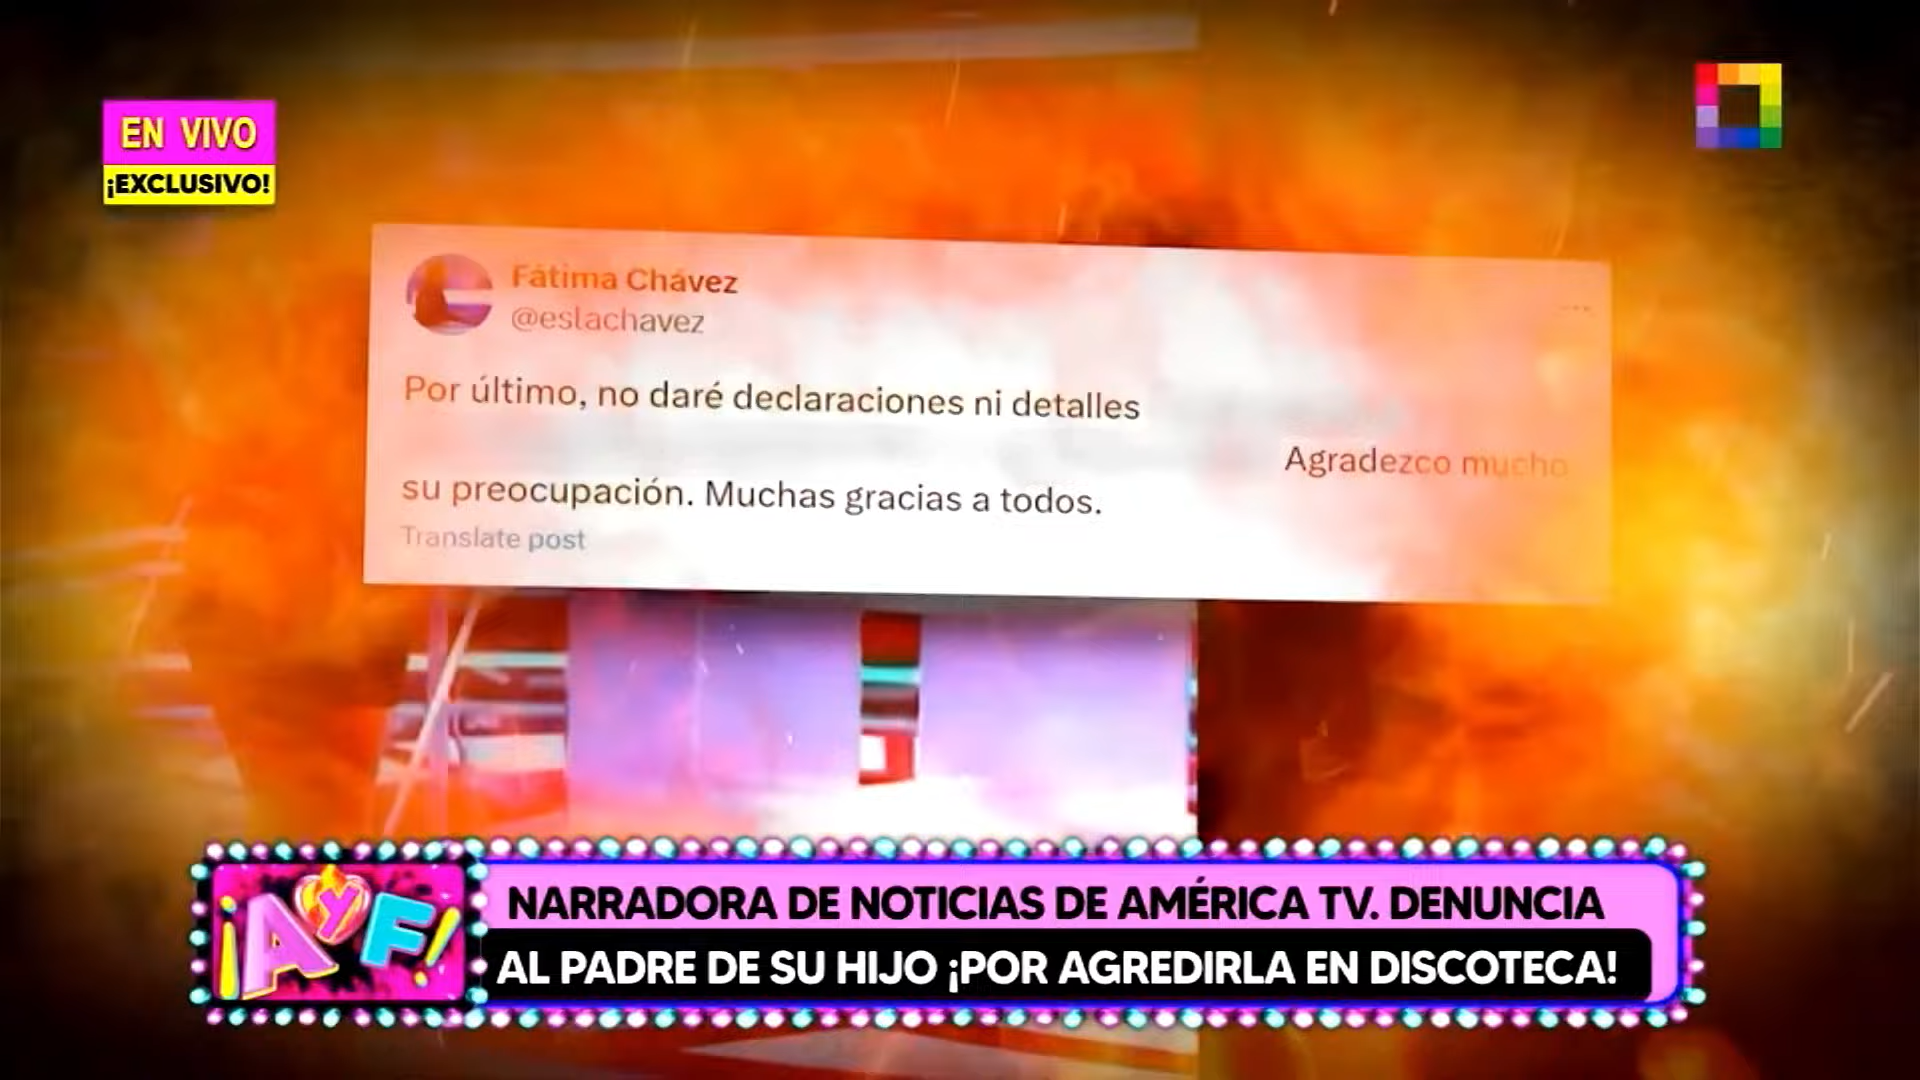 EN VIVO
¡EXCLUSIVO!
Fátima Chávez
@eslachavez
Por último, no daré declaraciones ni detalles
Agradezco mucho
su preocupación. Muchas gracias a todos.
Translate post
¡AyF!
NARRADORA DE NOTICIAS DE AMÉRICA TV. DENUNCIA
AL PADRE DE SU HIJO ¡POR AGREDIRLA EN DISCOTECA!